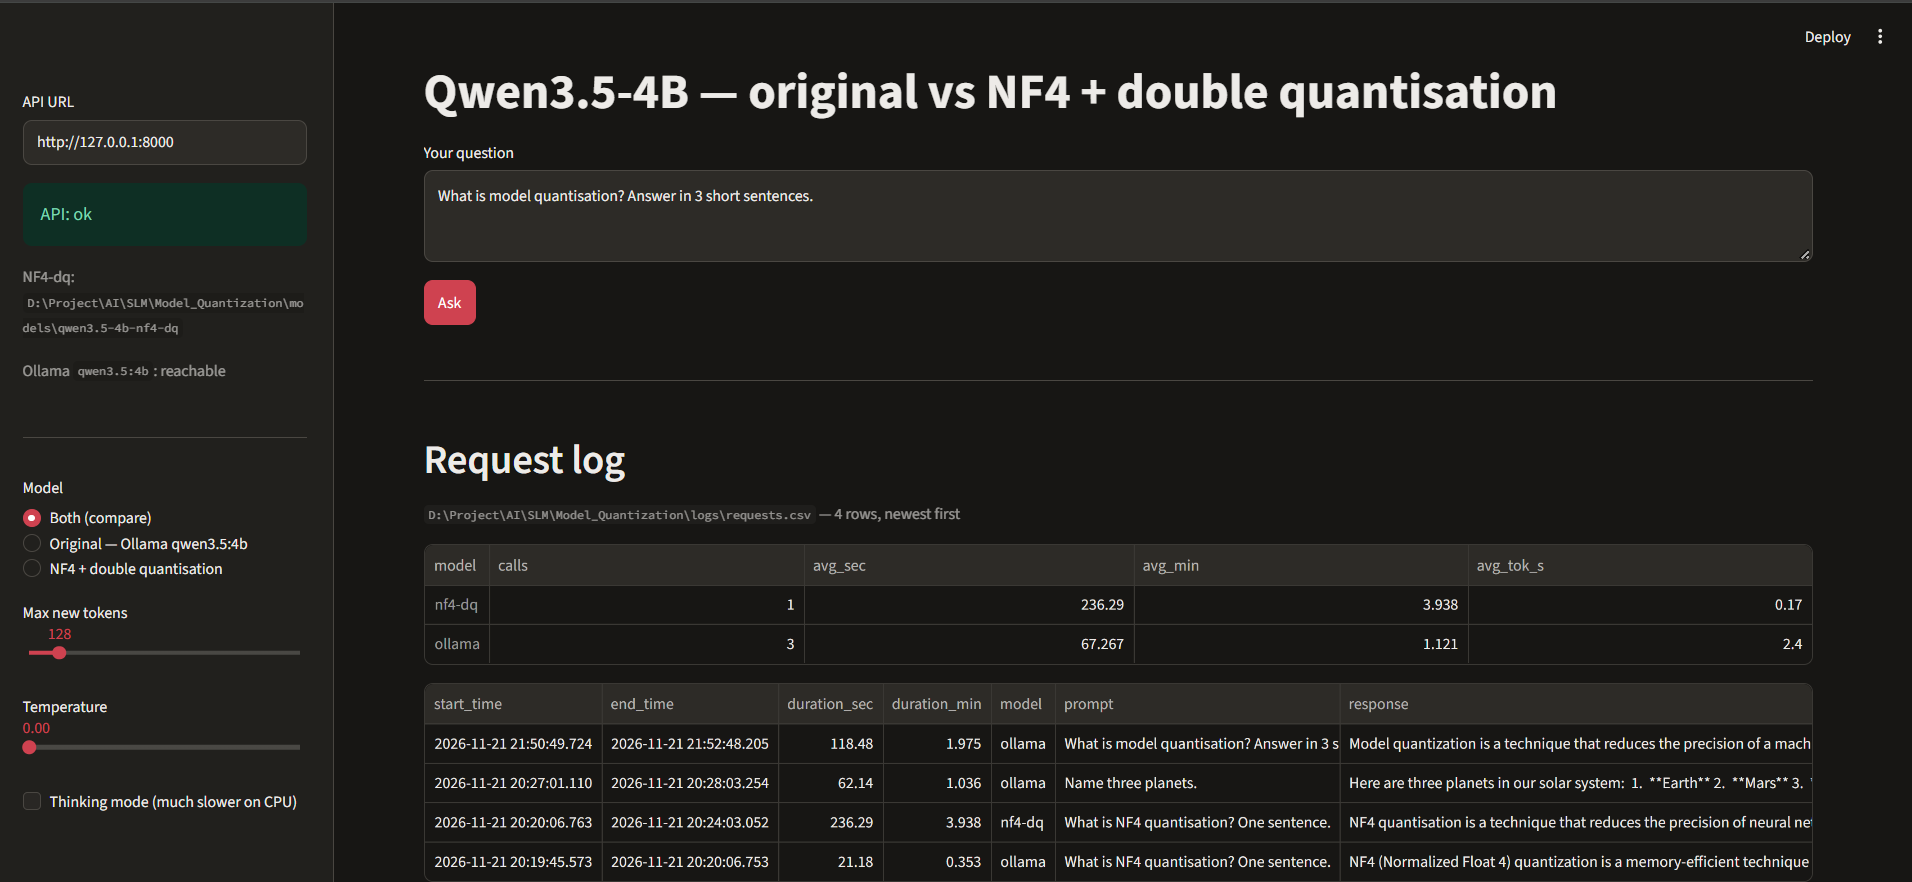 Deploy
API URL
http://127.0.0.1:8000
API: ok
NF4-dq:
D:\Project\AI\SLM\Model_Quantization\mo
dels\qwen3.5-4b-nf4-dq
Ollama qwen3.5:4b : reachable
Model
Both (compare)
Original — Ollama qwen3.5:4b
NF4 + double quantisation
Max new tokens
128
Temperature
0.00
Thinking mode (much slower on CPU)
Qwen3.5-4B — original vs NF4 + double quantisation
Your question
What is model quantisation? Answer in 3 short sentences.
Ask
Request log
D:\Project\AI\SLM\Model_Quantization\logs\requests.csv — 4 rows, newest first
model calls avg_sec avg_min avg_tok_s
nf4-dq 1 236.29 3.938 0.17
ollama 3 67.267 1.121 2.4
start_time end_time duration_sec duration_min model prompt response
2026-11-21 21:50:49.724 2026-11-21 21:52:48.205 118.48 1.975 ollama What is model quantisation? Answer in 3 s Model quantization is a technique that reduces the precision of a mach
2026-11-21 20:27:01.110 2026-11-21 20:28:03.254 62.14 1.036 ollama Name three planets. Here are three planets in our solar system: 1. **Earth** 2. **Mars** 3.
2026-11-21 20:20:06.763 2026-11-21 20:24:03.052 236.29 3.938 nf4-dq What is NF4 quantisation? One sentence. NF4 quantisation is a technique that reduces the precision of neural ne
2026-11-21 20:19:45.573 2026-11-21 20:20:06.753 21.18 0.353 ollama What is NF4 quantisation? One sentence. NF4 (Normalized Float 4) quantization is a memory-efficient technique